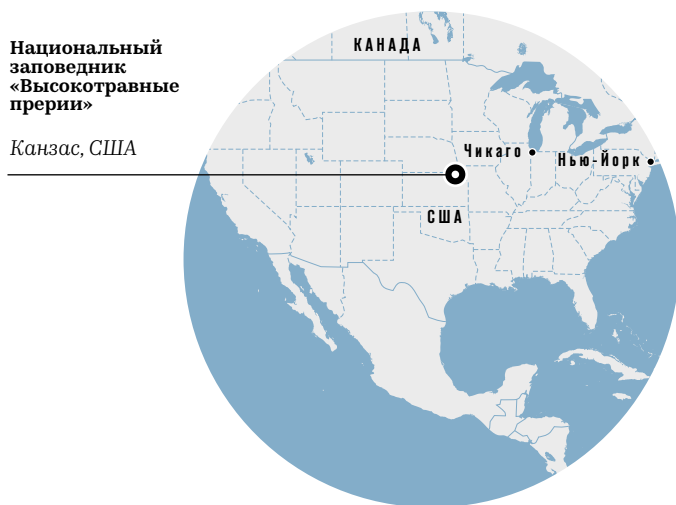 Национальный
заповедник
«Высокотравные
прерии»
Канзас, США
КАНАДА
Чикаго
Нью-Йорк
США